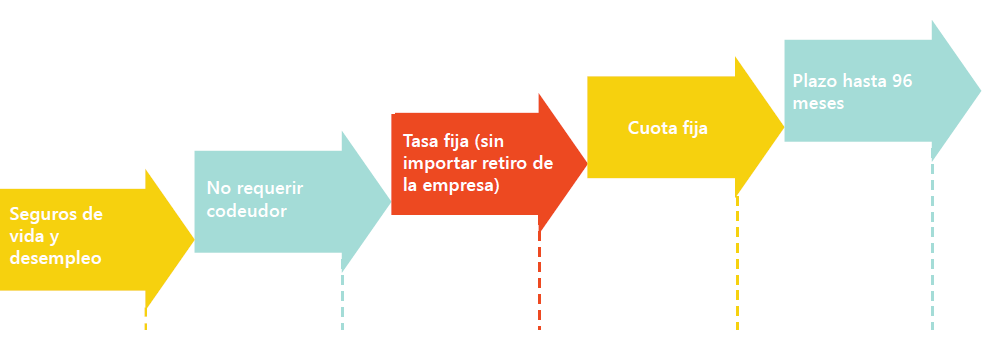 Seguros de
vida y
desempleo
No requerir
codeudor
Tasa fija (sin
importar retiro de
la empresa)
Cuota fija
Plazo hasta 96
meses